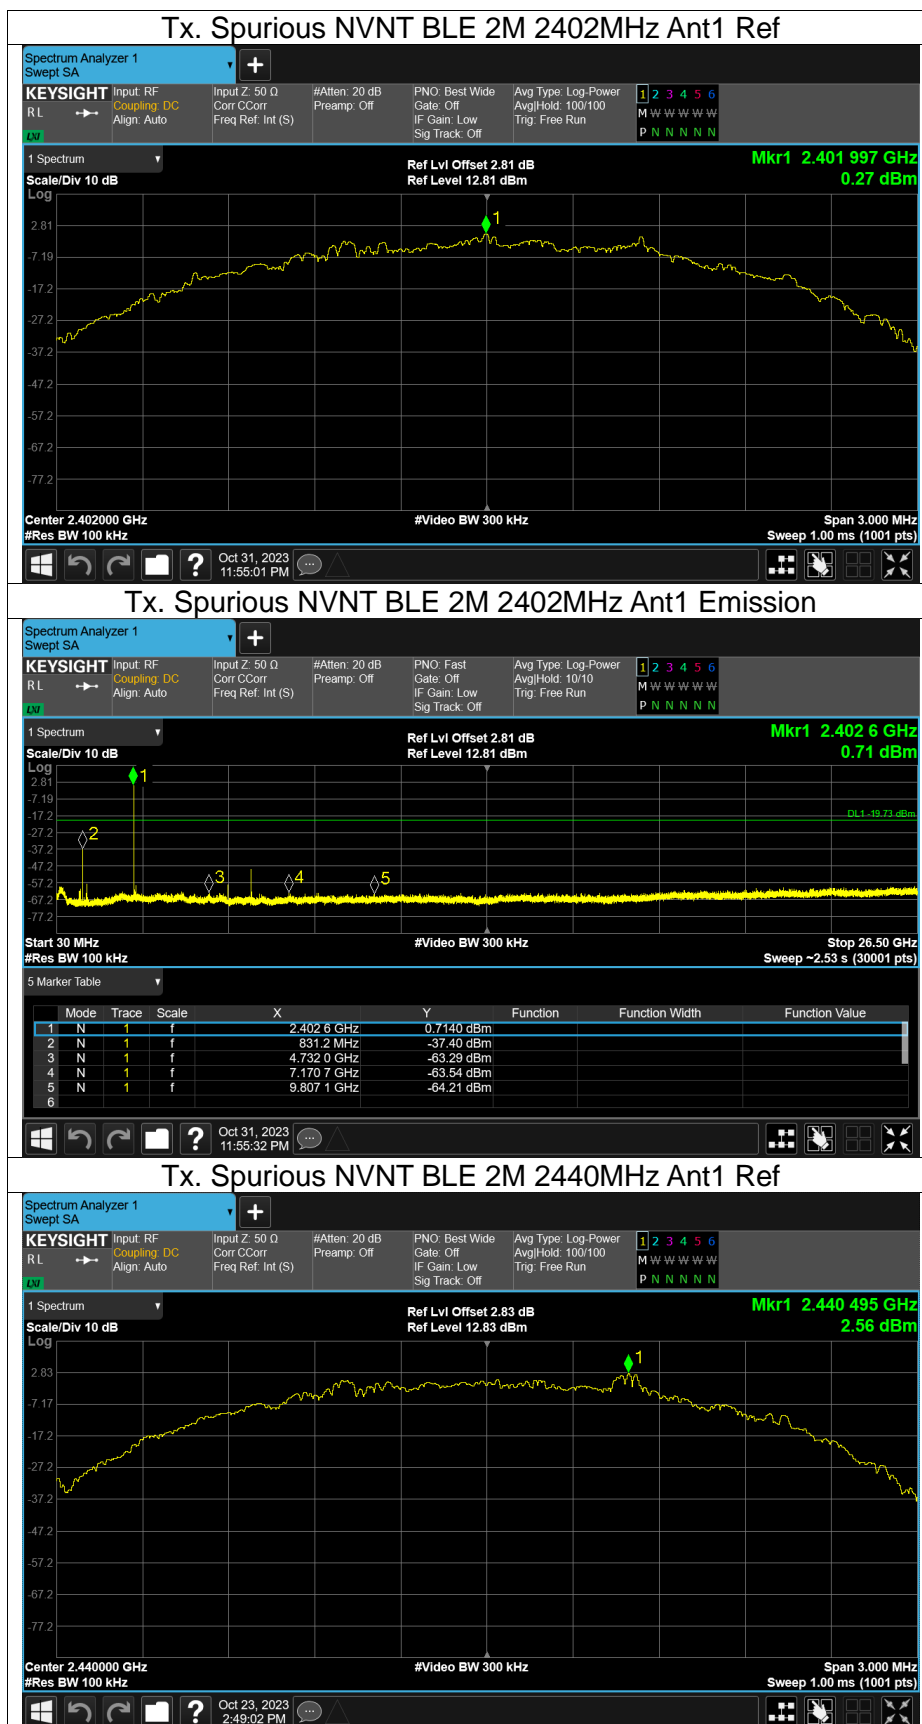 Tx. Spurious NVNT BLE 2M 2402MHz Ant1 Ref
Spectrum Analyzer 1
Swept SA
KEYSIGHT Input: RF Input Z: 50 Ω #Atten: 20 dB PNO: Best Wide Avg Type: Log-Power 1 2 3 4 5 6
R L Coupling: DC Corr CCorr Preamp: Off Gate: Off Avg|Hold: 100/100 M W W W W W
Align: Auto Freq Ref: Int (S) IF Gain: Low Trig: Free Run
LXI Sig Track: Off P N N N N N
1 Spectrum Ref Lvl Offset 2.81 dB Mkr1 2.401 997 GHz
Scale/Div 10 dB Ref Level 12.81 dBm 0.27 dBm
Log
1
2.81
-7.19
-17.2
-27.2
-37.2
-47.2
-57.2
-67.2
-77.2
Center 2.402000 GHz #Video BW 300 kHz Span 3.000 MHz
#Res BW 100 kHz Sweep 1.00 ms (1001 pts)
? Oct 31, 2023
11:55:01 PM
Tx. Spurious NVNT BLE 2M 2402MHz Ant1 Emission
Spectrum Analyzer 1
Swept SA
KEYSIGHT Input: RF Input Z: 50 Ω #Atten: 20 dB PNO: Fast Avg Type: Log-Power 1 2 3 4 5 6
R L Coupling: DC Corr CCorr Preamp: Off Gate: Off Avg|Hold: 10/10 M W W W W W
Align: Auto Freq Ref: Int (S) IF Gain: Low Trig: Free Run
LXI Sig Track: Off P N N N N N
1 Spectrum Ref Lvl Offset 2.81 dB Mkr1 2.402 6 GHz
Scale/Div 10 dB Ref Level 12.81 dBm 0.71 dBm
Log
1
2.81
-7.19
-17.2 DL1 -19.73 dBm
-27.2 2
-37.2
-47.2
-57.2 3 4 5
-67.2
-77.2
Start 30 MHz #Video BW 300 kHz Stop 26.50 GHz
#Res BW 100 kHz Sweep ~2.53 s (30001 pts)
5 Marker Table
Mode Trace Scale X Y Function Function Width Function Value
1 N 1 f 2.402 6 GHz 0.7140 dBm
2 N 1 f 831.2 MHz -37.40 dBm
3 N 1 f 4.732 0 GHz -63.29 dBm
4 N 1 f 7.170 7 GHz -63.54 dBm
5 N 1 f 9.807 1 GHz -64.21 dBm
6
? Oct 31, 2023
11:55:32 PM
Tx. Spurious NVNT BLE 2M 2440MHz Ant1 Ref
Spectrum Analyzer 1
Swept SA
KEYSIGHT Input: RF Input Z: 50 Ω #Atten: 20 dB PNO: Best Wide Avg Type: Log-Power 1 2 3 4 5 6
R L Coupling: DC Corr CCorr Preamp: Off Gate: Off Avg|Hold: 100/100 M W W W W W
Align: Auto Freq Ref: Int (S) IF Gain: Low Trig: Free Run
LXI Sig Track: Off P N N N N N
1 Spectrum Ref Lvl Offset 2.83 dB Mkr1 2.440 495 GHz
Scale/Div 10 dB Ref Level 12.83 dBm 2.56 dBm
Log
1
2.83
-7.17
-17.2
-27.2
-37.2
-47.2
-57.2
-67.2
-77.2
Center 2.440000 GHz #Video BW 300 kHz Span 3.000 MHz
#Res BW 100 kHz Sweep 1.00 ms (1001 pts)
? Oct 23, 2023
2:49:02 PM